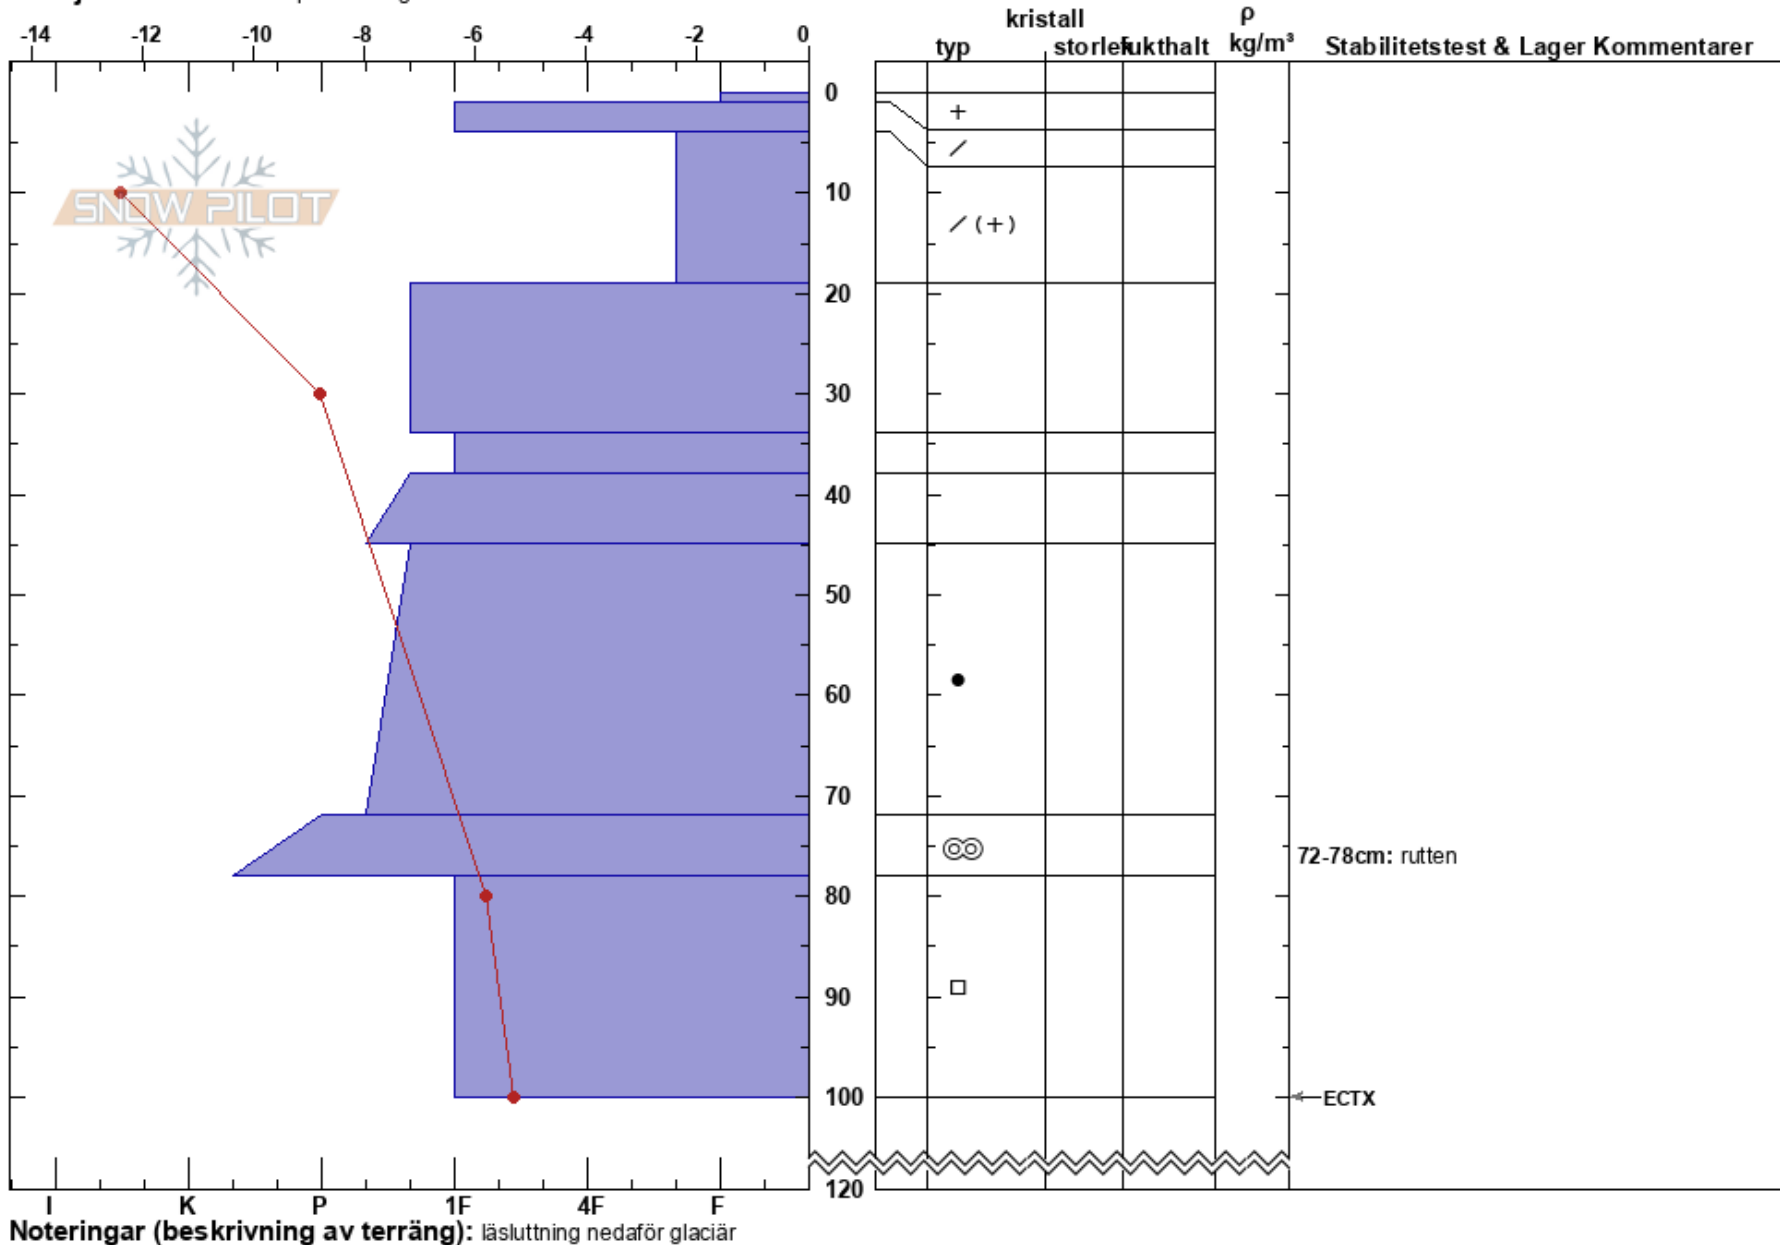 kristall ρ
-14 -12 -10 -8 -6 -4 -2 0 typ storlek fukthalt kg/m³ Stabilitetstest & Lager Kommentarer
0
+
/
SNOW PILOT
10
/ (+)
20
30
40
50
60
●
70
72-78cm: rutten
80
90
□
100 ECTX
120
I K P 1F 4F F
Noteringar (beskrivning av terräng): läsluttning nedaför glaciär